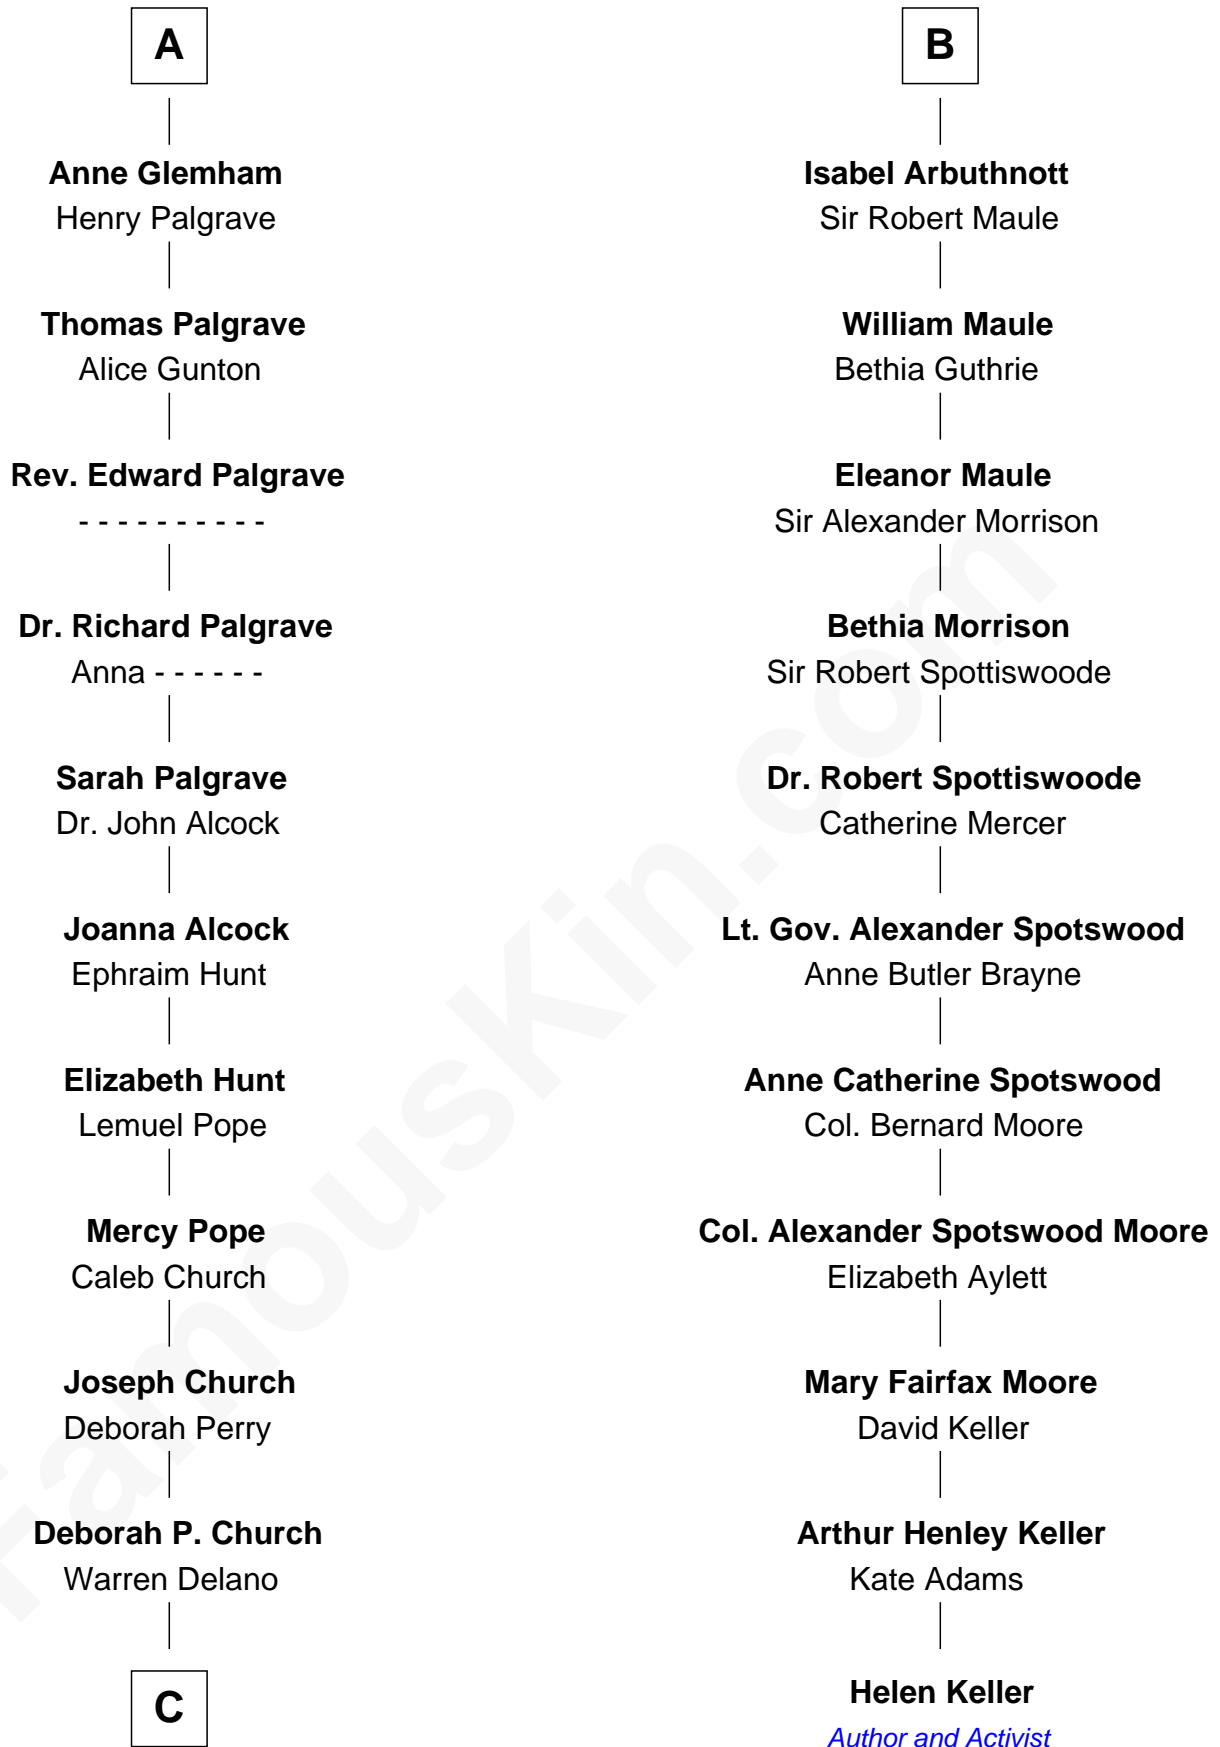 A
Anne Glemham
Henry Palgrave
Thomas Palgrave
Alice Gunton
Rev. Edward Palgrave
- - - - - - - - - -
Dr. Richard Palgrave
Anna - - - - - -
Sarah Palgrave
Dr. John Alcock
Joanna Alcock
Ephraim Hunt
Elizabeth Hunt
Lemuel Pope
Mercy Pope
Caleb Church
Joseph Church
Deborah Perry
Deborah P. Church
Warren Delano
C
B
Isabel Arbuthnott
Sir Robert Maule
William Maule
Bethia Guthrie
Eleanor Maule
Sir Alexander Morrison
Bethia Morrison
Sir Robert Spottiswoode
Dr. Robert Spottiswoode
Catherine Mercer
Lt. Gov. Alexander Spotswood
Anne Butler Brayne
Anne Catherine Spotswood
Col. Bernard Moore
Col. Alexander Spotswood Moore
Elizabeth Aylett
Mary Fairfax Moore
David Keller
Arthur Henley Keller
Kate Adams
Helen Keller
Author and Activist
FamousKin.com